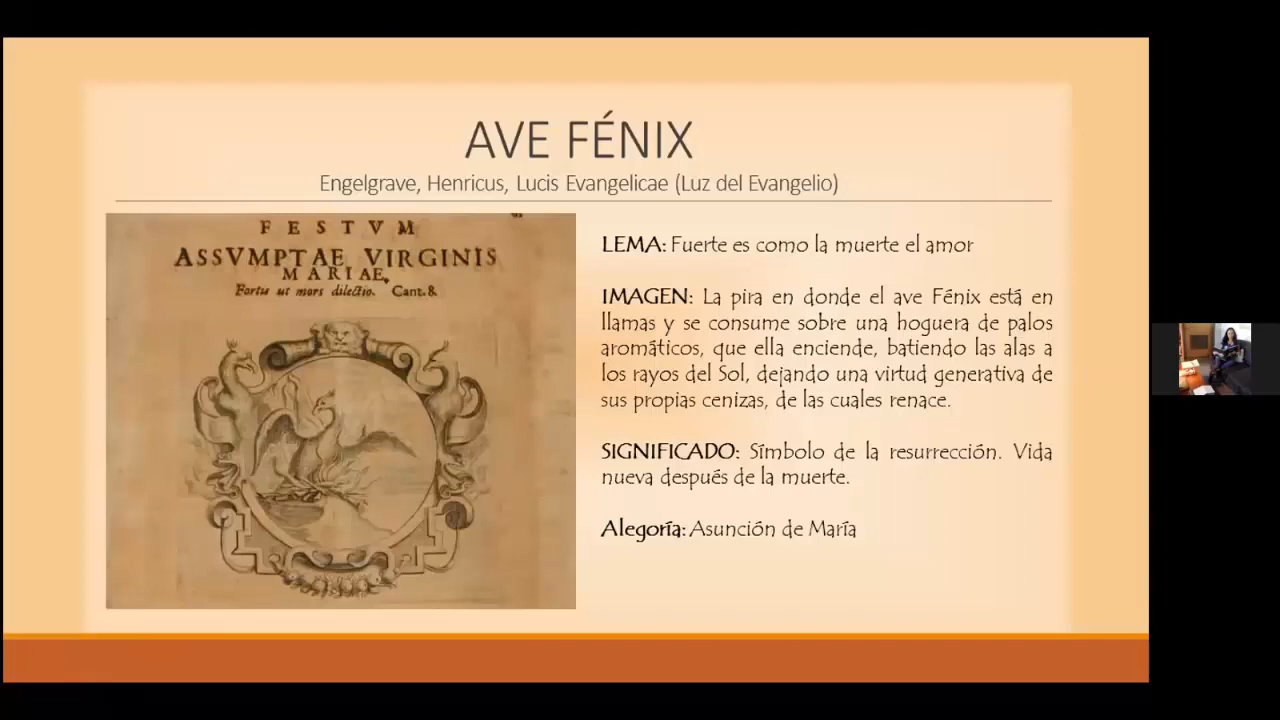 AVE FÉNIX
Engelgrave, Henricus, Lucis Evangelicae (Luz del Evangelio)
FESTVM
ASSVMPTAE VIRGINIS
MARIAE,
Fortis ut mors dilectio. Cant. 8.
LEMA: Fuerte es como la muerte el amor
IMAGEN: La pira en donde el ave Fénix está en
llamas y se consume sobre una hoguera de palos
aromáticos, que ella enciende, batiendo las alas a
los rayos del Sol, dejando una virtud generativa de
sus propias cenizas, de las cuales renace.
SIGNIFICADO: Símbolo de la resurrección. Vida
nueva después de la muerte.
Alegoría: Asunción de María